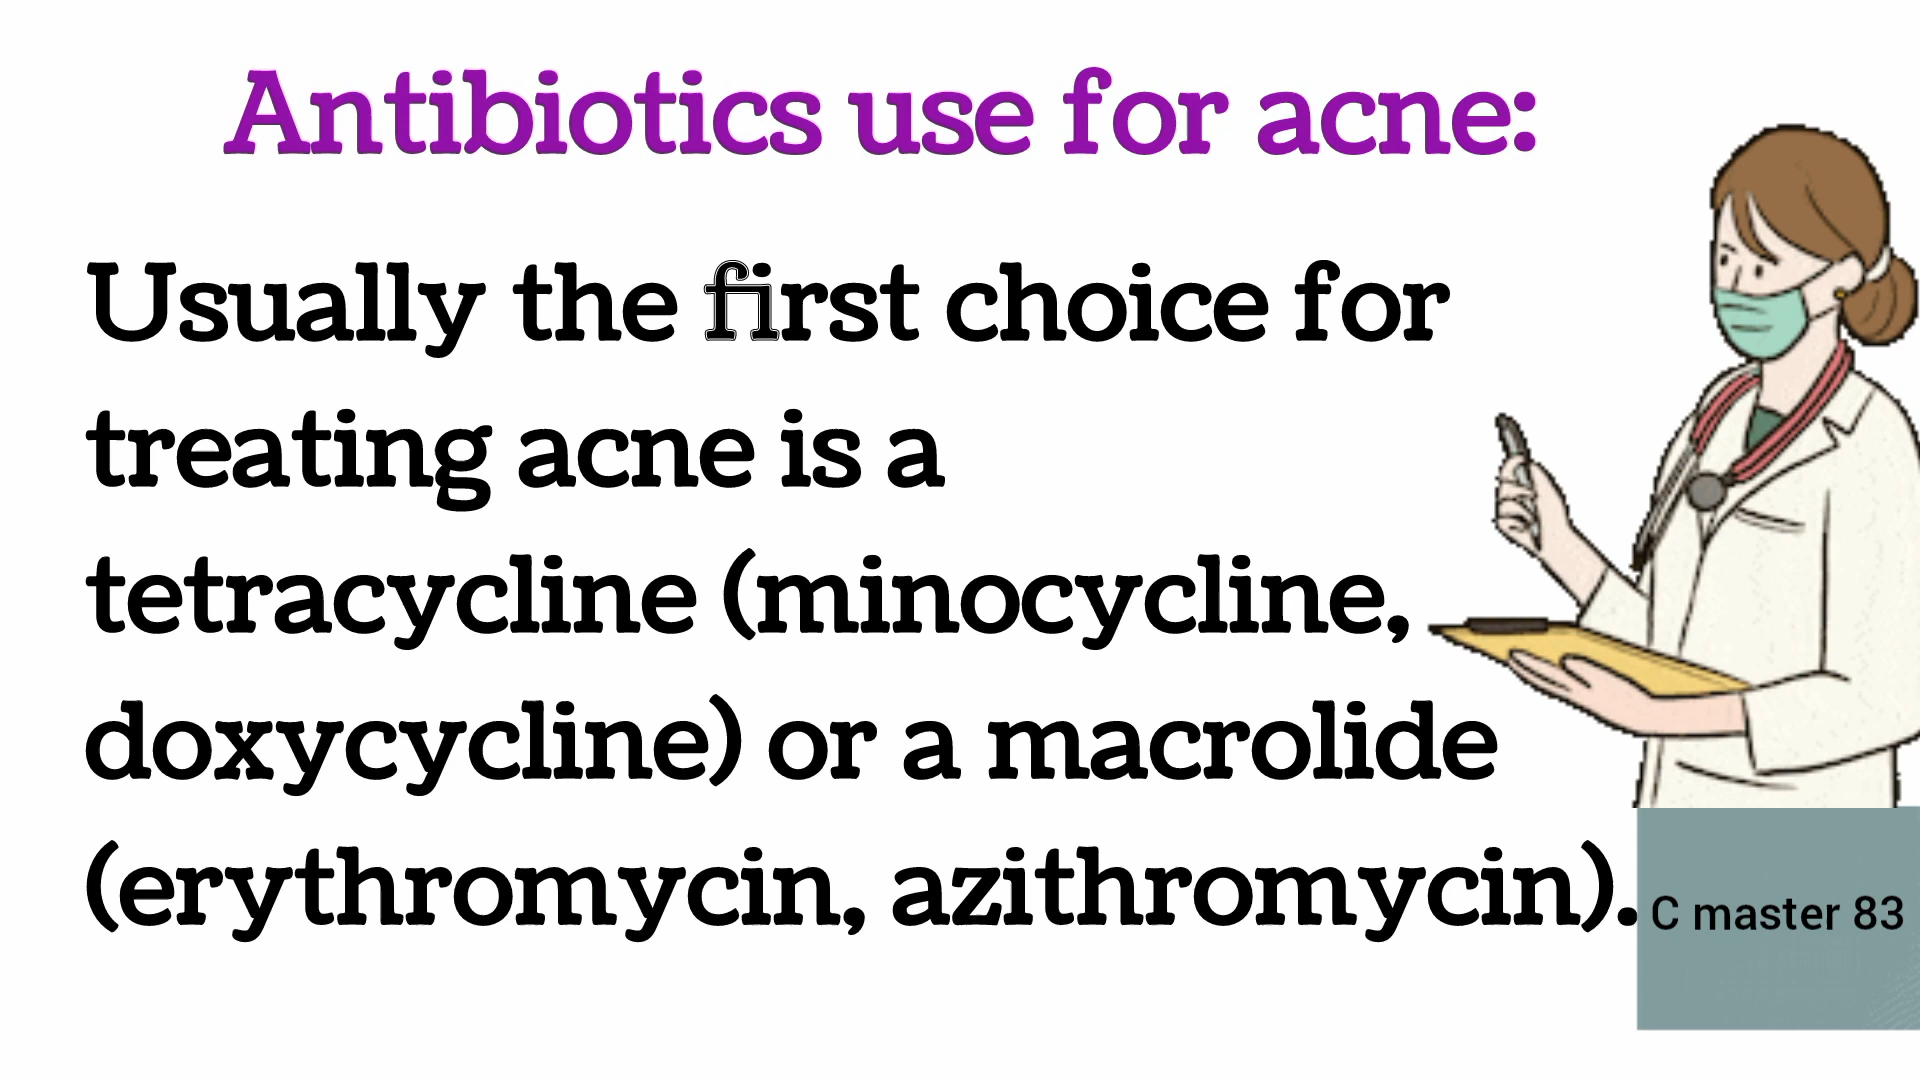 Antibiotics use for acne:
Usually the first choice for
treating acne is a
tetracycline (minocycline,
doxycycline) or a macrolide
(erythromycin, azithromycin).
C master 83